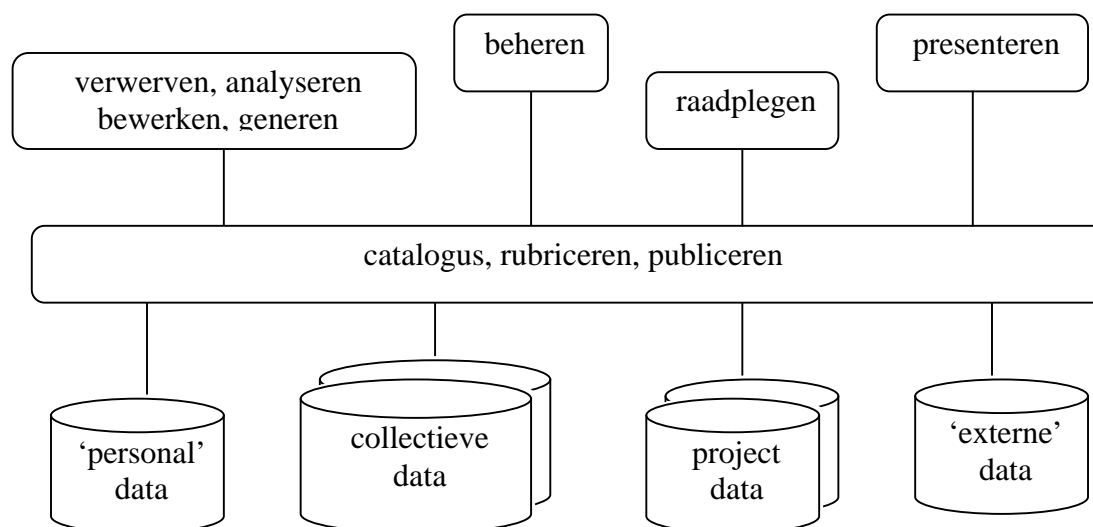 beheren
presenteren
verwerven, analyseren
bewerken, generen
raadplegen
catalogus, rubriceren, publiceren
‘personal’
data
collectieve
data
project
data
‘externe’
data